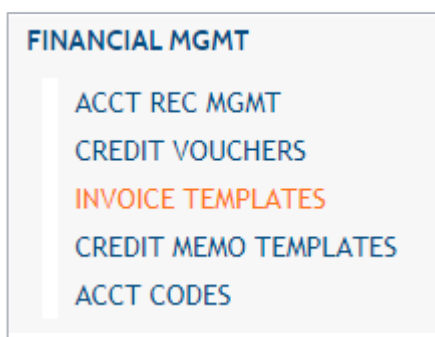 FINANCIAL MGMT
ACCT REC MGMT
CREDIT VOUCHERS
INVOICE TEMPLATES
CREDIT MEMO TEMPLATES
ACCT CODES